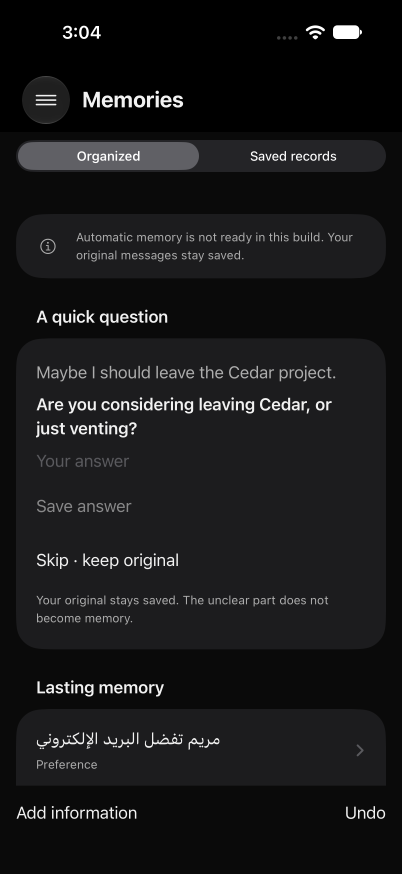 3:04
Memories
Organized
Saved records
Automatic memory is not ready in this build. Your
original messages stay saved.
A quick question
Maybe I should leave the Cedar project.
Are you considering leaving Cedar, or
just venting?
Your answer
Save answer
Skip · keep original
Your original stays saved. The unclear part does not
become memory.
Lasting memory
مريم تفضل البريد الإلكتروني
Preference
Add information
Undo